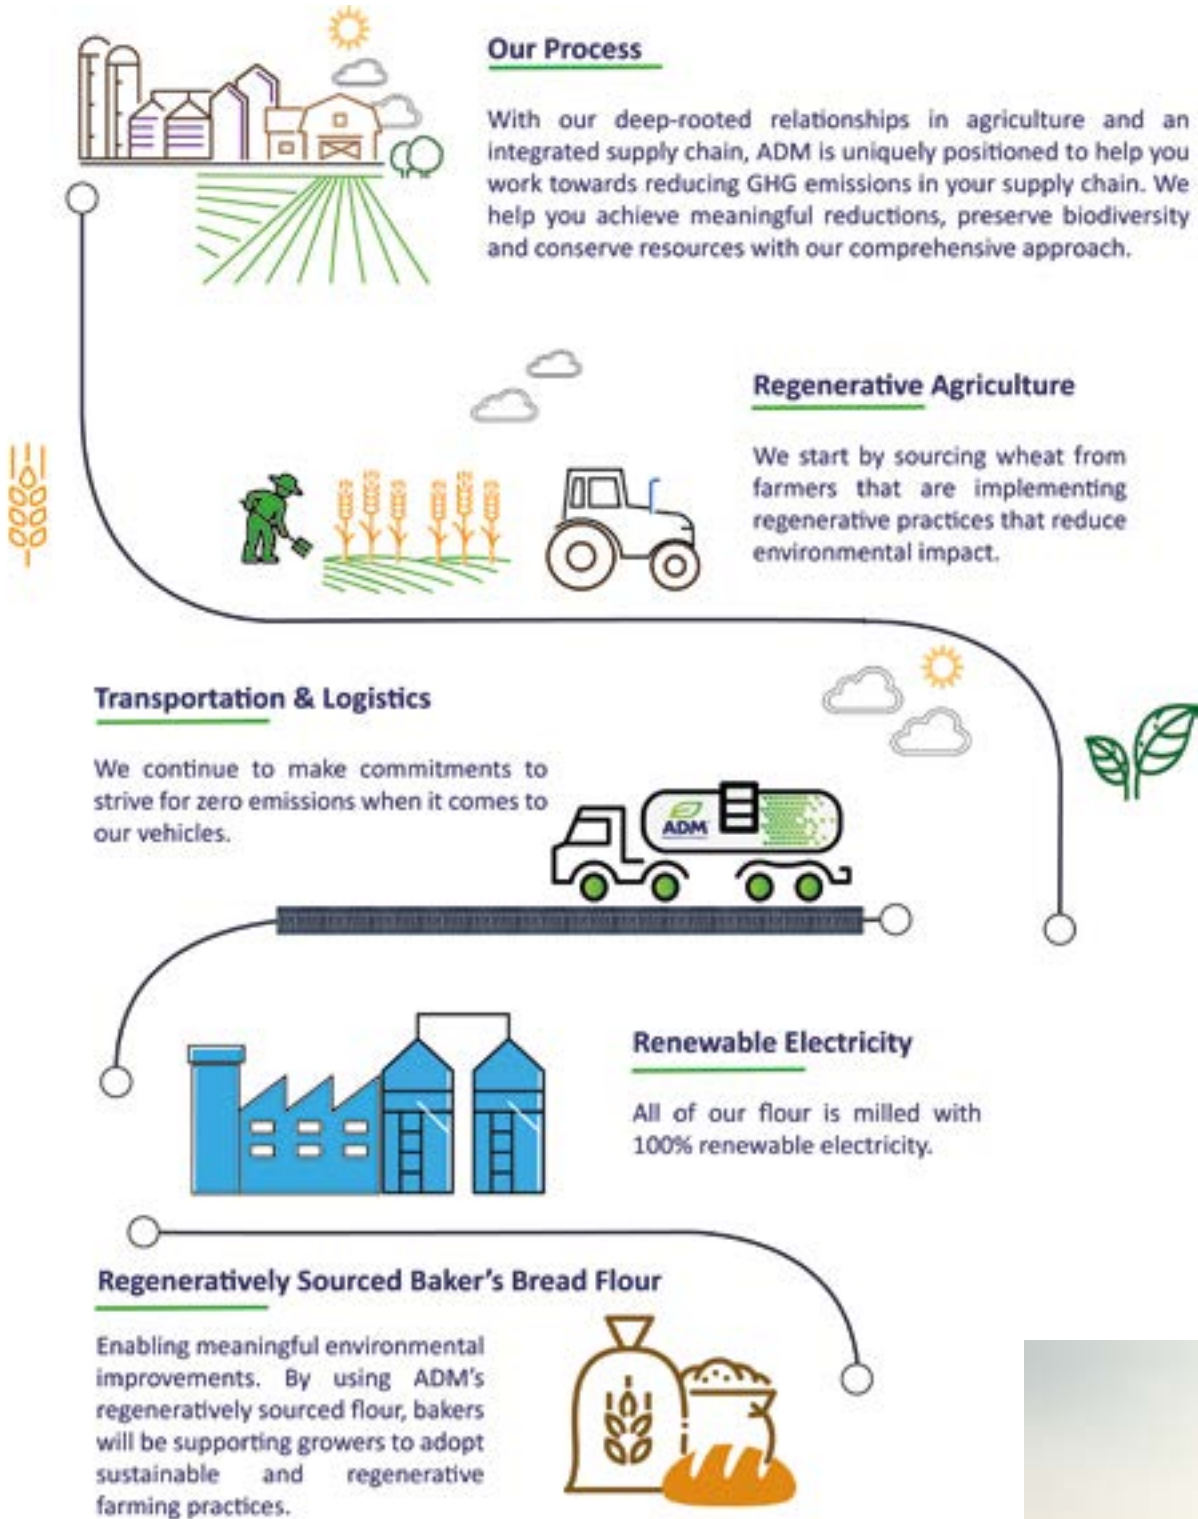 Our Process
With our deep-rooted relationships in agriculture and an
integrated supply chain, ADM is uniquely positioned to help you
work towards reducing GHG emissions in your supply chain. We
help you achieve meaningful reductions, preserve biodiversity
and conserve resources with our comprehensive approach.
Regenerative Agriculture
We start by sourcing wheat from
farmers that are implementing
regenerative practices that reduce
environmental impact.
Transportation & Logistics
We continue to make commitments to
strive for zero emissions when it comes to
our vehicles.
ADM
Renewable Electricity
All of our flour is milled with
100% renewable electricity.
Regeneratively Sourced Baker's Bread Flour
Enabling meaningful environmental
improvements. By using ADM's
regeneratively sourced flour, bakers
will be supporting growers to adopt
sustainable and regenerative
farming practices.